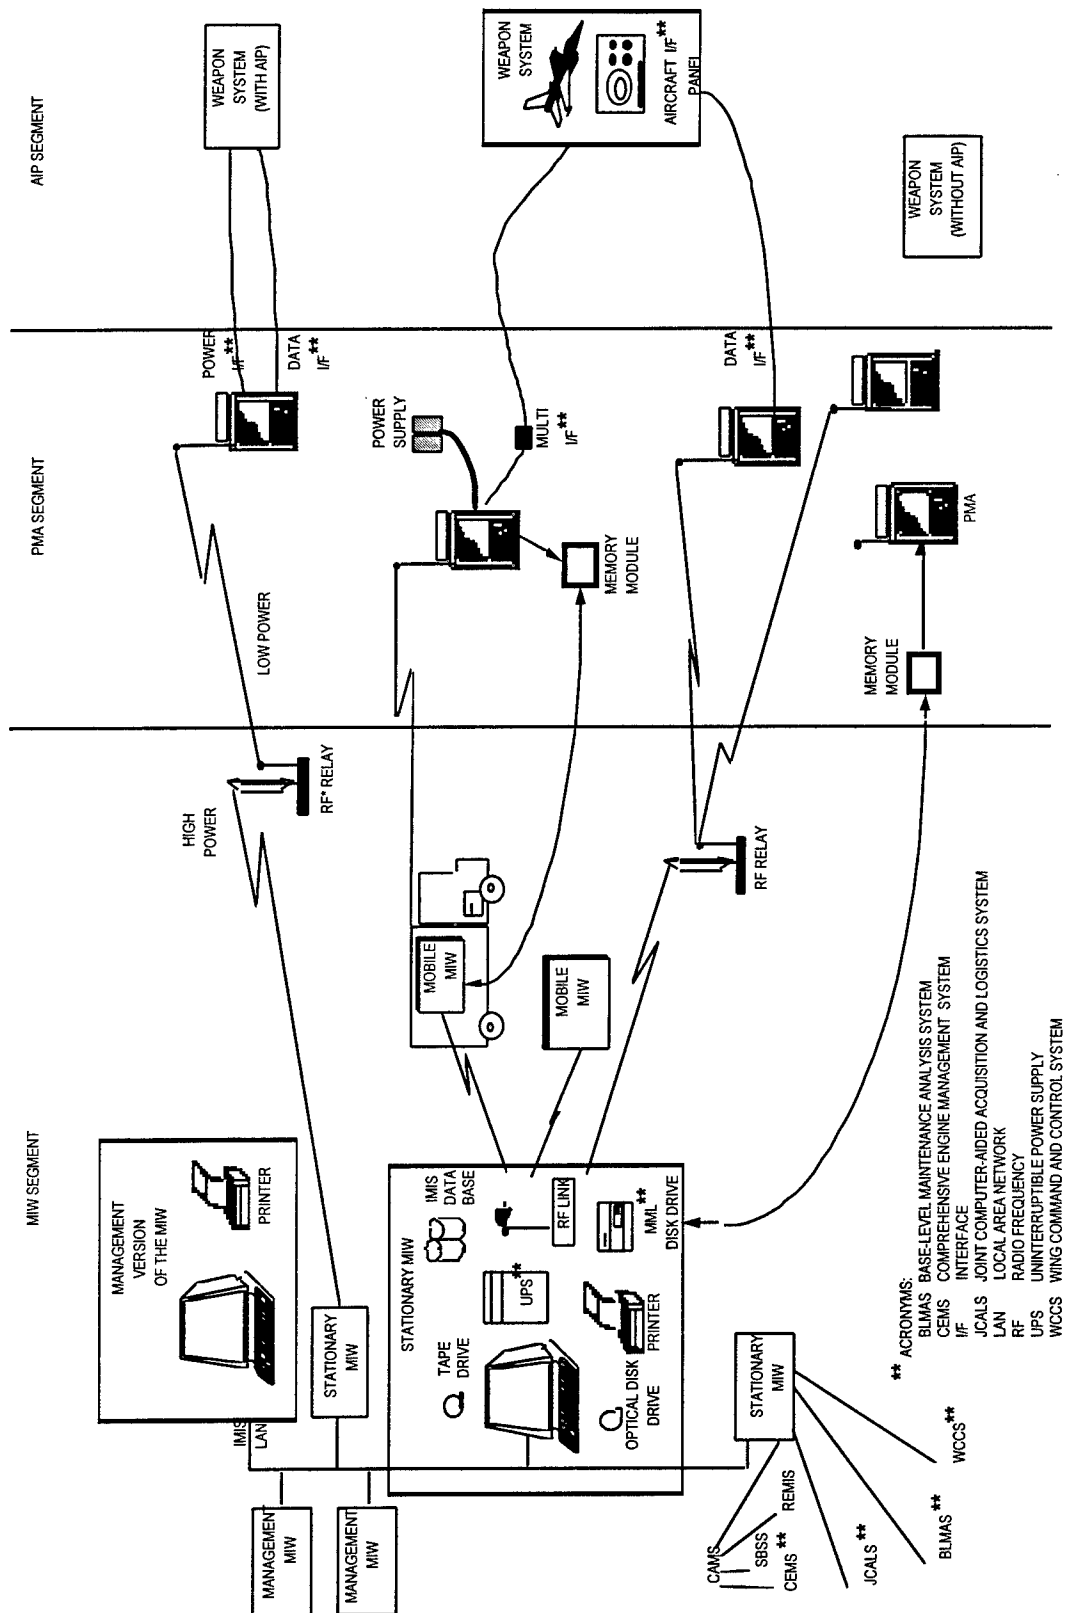 MIW SEGMENT
PMA SEGMENT
AIP SEGMENT
MANAGEMENT
VERSION
OF THE MIW
PRINTER
HIGH
POWER
RF* RELAY
LOW POWER
POWER
I/F**
DATA
I/F**
WEAPON
SYSTEM
(WITH AIP)
IMIS
LAN
MANAGEMENT
MIW
MANAGEMENT
MIW
STATIONARY
MIW
STATIONARY MIW
TAPE
DRIVE
UPS**
IMIS
DATA
BASE
RF LINK
OPTICAL DISK
DRIVE
PRINTER
MML**
DISK DRIVE
MOBILE
MIW
MOBILE
MIW
POWER
SUPPLY
MULTI
I/F**
MEMORY
MODULE
WEAPON
SYSTEM
AIRCRAFT I/F**
PANEL
RF RELAY
DATA
I/F**
STATIONARY
MIW
CAMS
SBSS
CEMS**
REMIS
JCALS**
BLMAS**
WCCS**
MEMORY
MODULE
PMA
WEAPON
SYSTEM
(WITHOUT AIP)
** ACRONYMS:
BLMAS BASE-LEVEL MAINTENANCE ANALYSIS SYSTEM
CEMS COMPREHENSIVE ENGINE MANAGEMENT SYSTEM
I/F INTERFACE
JCALS JOINT COMPUTER-AIDED ACQUISITION AND LOGISTICS SYSTEM
LAN LOCAL AREA NETWORK
RF RADIO FREQUENCY
UPS UNINTERRUPTIBLE POWER SUPPLY
WCCS WING COMMAND AND CONTROL SYSTEM